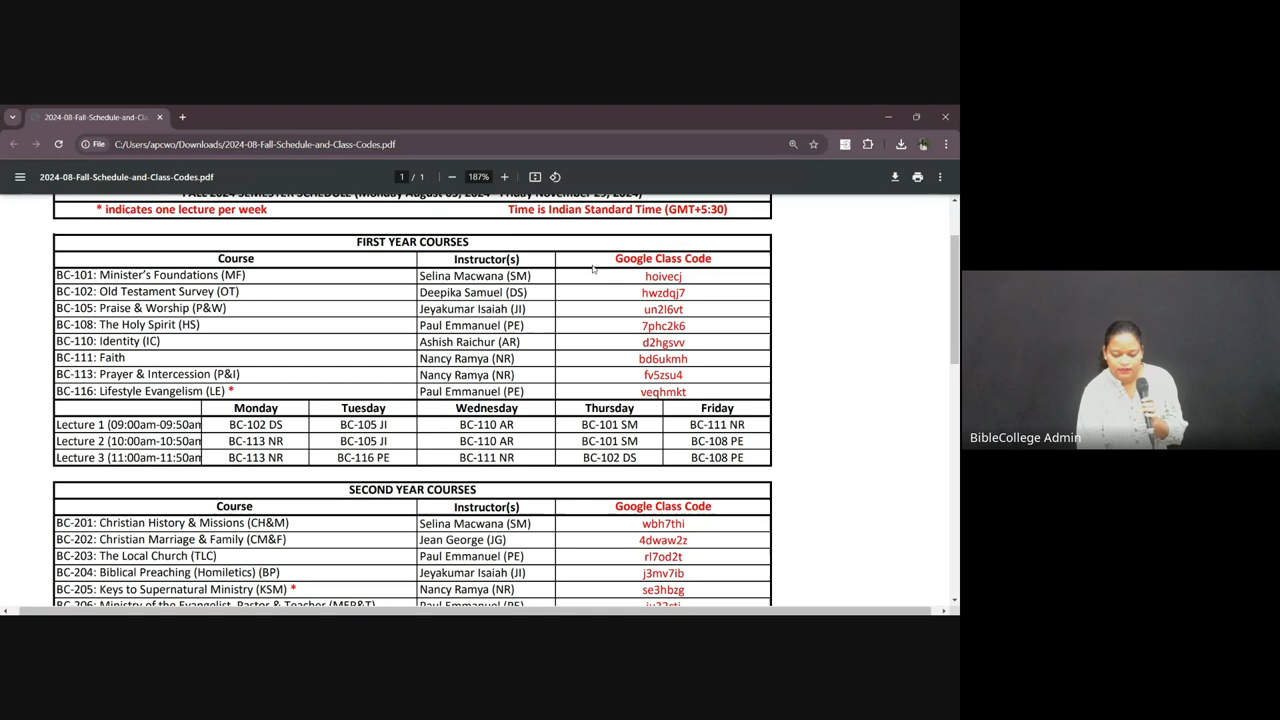 2024-08-Fall-Schedule-and-Cla
File C:/Users/apcwo/Downloads/2024-08-Fall-Schedule-and-Class-Codes.pdf
2024-08-Fall-Schedule-and-Class-Codes.pdf 1 / 1 187%
FALL 2024 SEMESTER SCHEDULE (Monday August 05, 2024 - Friday November 29, 2024)
* indicates one lecture per week Time is Indian Standard Time (GMT+5:30)
FIRST YEAR COURSES
Course Instructor(s) Google Class Code
BC-101: Minister's Foundations (MF) Selina Macwana (SM) hoivecj
BC-102: Old Testament Survey (OT) Deepika Samuel (DS) hwzdqj7
BC-105: Praise & Worship (P&W) Jeyakumar Isaiah (JI) un2l6vt
BC-108: The Holy Spirit (HS) Paul Emmanuel (PE) 7phc2k6
BC-110: Identity (IC) Ashish Raichur (AR) d2hgsvv
BC-111: Faith Nancy Ramya (NR) bd6ukmh
BC-113: Prayer & Intercession (P&I) Nancy Ramya (NR) fv5zsu4
BC-116: Lifestyle Evangelism (LE) * Paul Emmanuel (PE) veqhmkt
Monday Tuesday Wednesday Thursday Friday
Lecture 1 (09:00am-09:50am BC-102 DS BC-105 JI BC-110 AR BC-101 SM BC-111 NR
Lecture 2 (10:00am-10:50am BC-113 NR BC-105 JI BC-110 AR BC-101 SM BC-108 PE
Lecture 3 (11:00am-11:50am BC-113 NR BC-116 PE BC-111 NR BC-102 DS BC-108 PE
SECOND YEAR COURSES
Course Instructor(s) Google Class Code
BC-201: Christian History & Missions (CH&M) Selina Macwana (SM) wbh7thi
BC-202: Christian Marriage & Family (CM&F) Jean George (JG) 4dwaw2z
BC-203: The Local Church (TLC) Paul Emmanuel (PE) rl7od2t
BC-204: Biblical Preaching (Homiletics) (BP) Jeyakumar Isaiah (JI) j3mv7ib
BC-205: Keys to Supernatural Ministry (KSM) * Nancy Ramya (NR) se3hbzg
BC-206: Ministry of the Evangelist, Pastor & Teacher (MEP&T) Paul Emmanuel (PE)
BibleCollege Admin